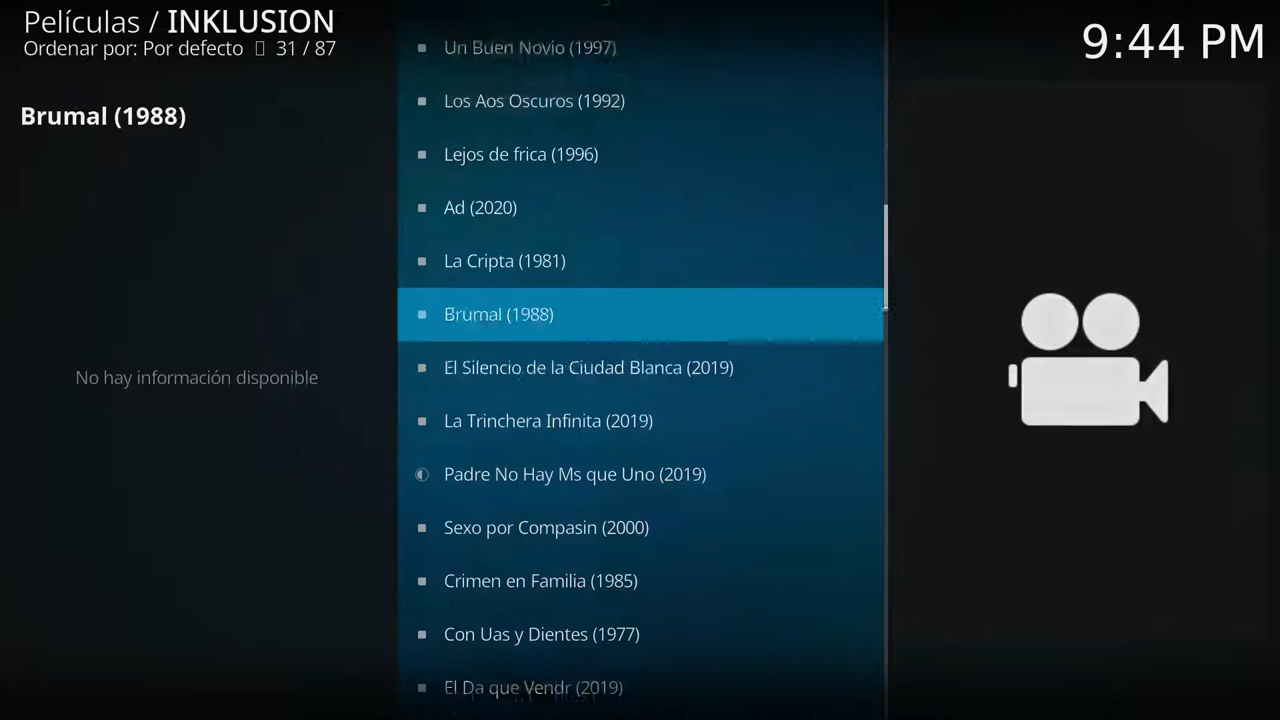 Películas / INKLUSION
Ordenar por: Por defecto 31 / 87
9:44 PM
Brumal (1988)
No hay información disponible
Un Buen Novio (1997)
Los Aos Oscuros (1992)
Lejos de frica (1996)
Ad (2020)
La Cripta (1981)
Brumal (1988)
El Silencio de la Ciudad Blanca (2019)
La Trinchera Infinita (2019)
Padre No Hay Ms que Uno (2019)
Sexo por Compasin (2000)
Crimen en Familia (1985)
Con Uas y Dientes (1977)
El Da que Vendr (2019)